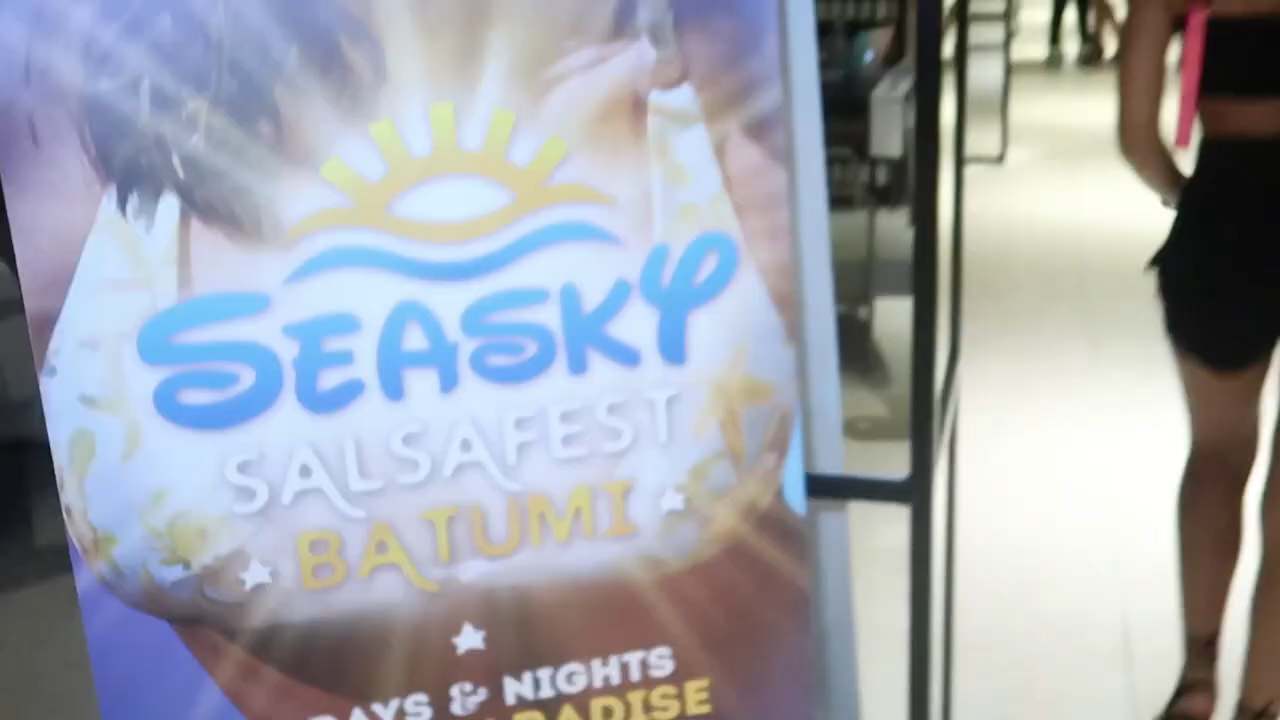 SEASKY
SALSAFEST
BATUMI
DAYS & NIGHTS
PARADISE